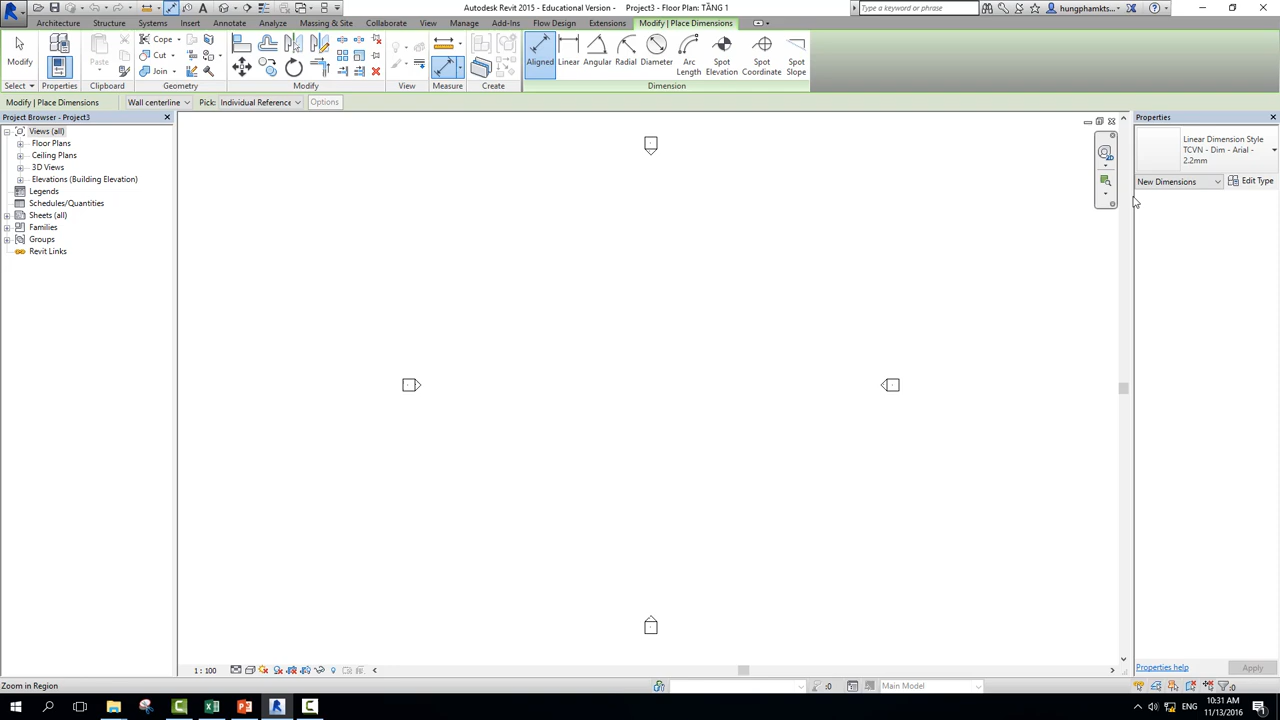 Autodesk Revit 2015 - Educational Version - Project3 - Floor Plan: TẦNG 1
Type a keyword or phrase
hungphamkts...
Architecture Structure Systems Insert Annotate Analyze Massing & Site Collaborate View Manage Add-Ins Flow Design Extensions Modify | Place Dimensions
Modify
Paste
Cope
Cut
Join
Aligned Linear Angular Radial Diameter Arc Length Spot Elevation Spot Coordinate Spot Slope
Select Properties Clipboard Geometry Modify View Measure Create Dimension
Modify | Place Dimensions Wall centerline Pick: Individual Reference Options
Project Browser - Project3
Views (all)
Floor Plans
Ceiling Plans
3D Views
Elevations (Building Elevation)
Legends
Schedules/Quantities
Sheets (all)
Families
Groups
Revit Links
2D
Properties
Linear Dimension Style
TCVN - Dim - Arial -
2.2mm
New Dimensions Edit Type
Properties help Apply
1 : 100
Zoom in Region
:0 Main Model :0
ENG
10:31 AM
11/13/2016